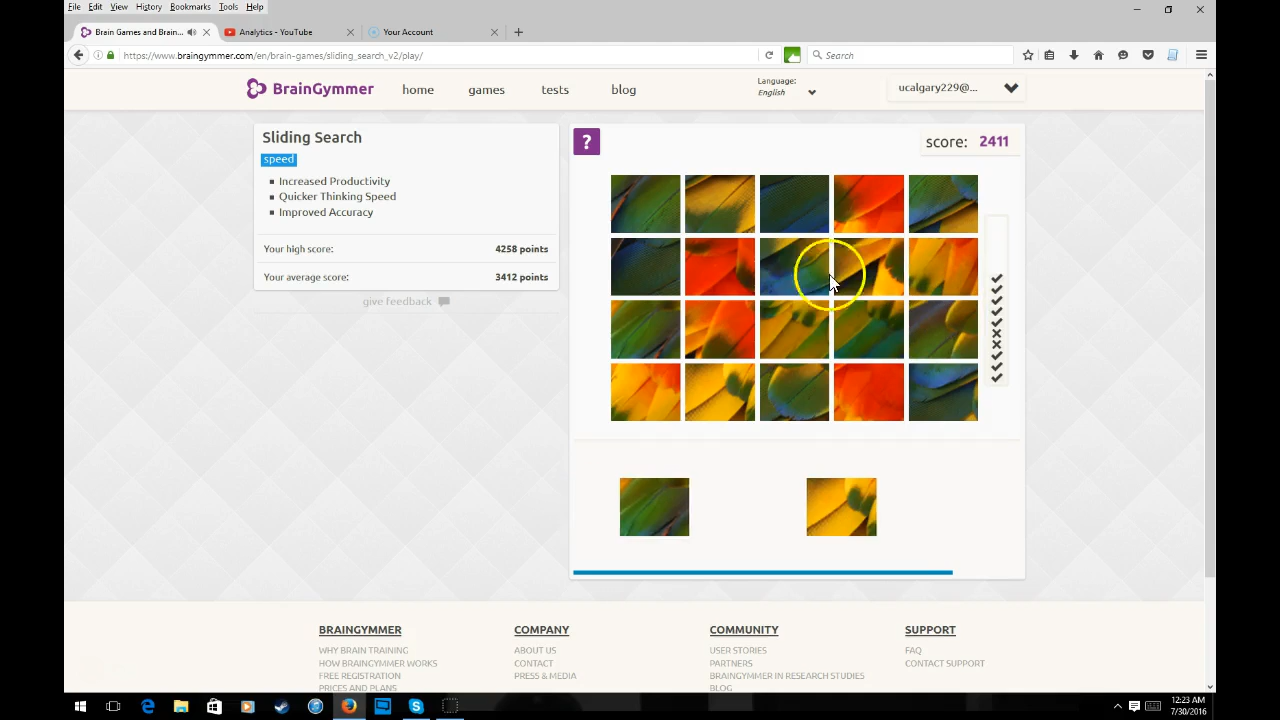 File Edit View History Bookmarks Tools Help
Brain Games and Brain...
Analytics - YouTube
Your Account
https://www.braingymmer.com/en/brain-games/sliding_search_v2/play/
Search
BrainGymmer
home
games
tests
blog
Language:
English
ucalgary229@...
Sliding Search
speed
Increased Productivity
Quicker Thinking Speed
Improved Accuracy
Your high score: 4258 points
Your average score: 3412 points
give feedback
?
score: 2411
BRAINGYMMER
WHY BRAIN TRAINING
HOW BRAINGYMMER WORKS
FREE REGISTRATION
PRICES AND PLANS
COMPANY
ABOUT US
CONTACT
PRESS & MEDIA
COMMUNITY
USER STORIES
PARTNERS
BRAINGYMMER IN RESEARCH STUDIES
BLOG
SUPPORT
FAQ
CONTACT SUPPORT
12:23 AM
7/30/2016